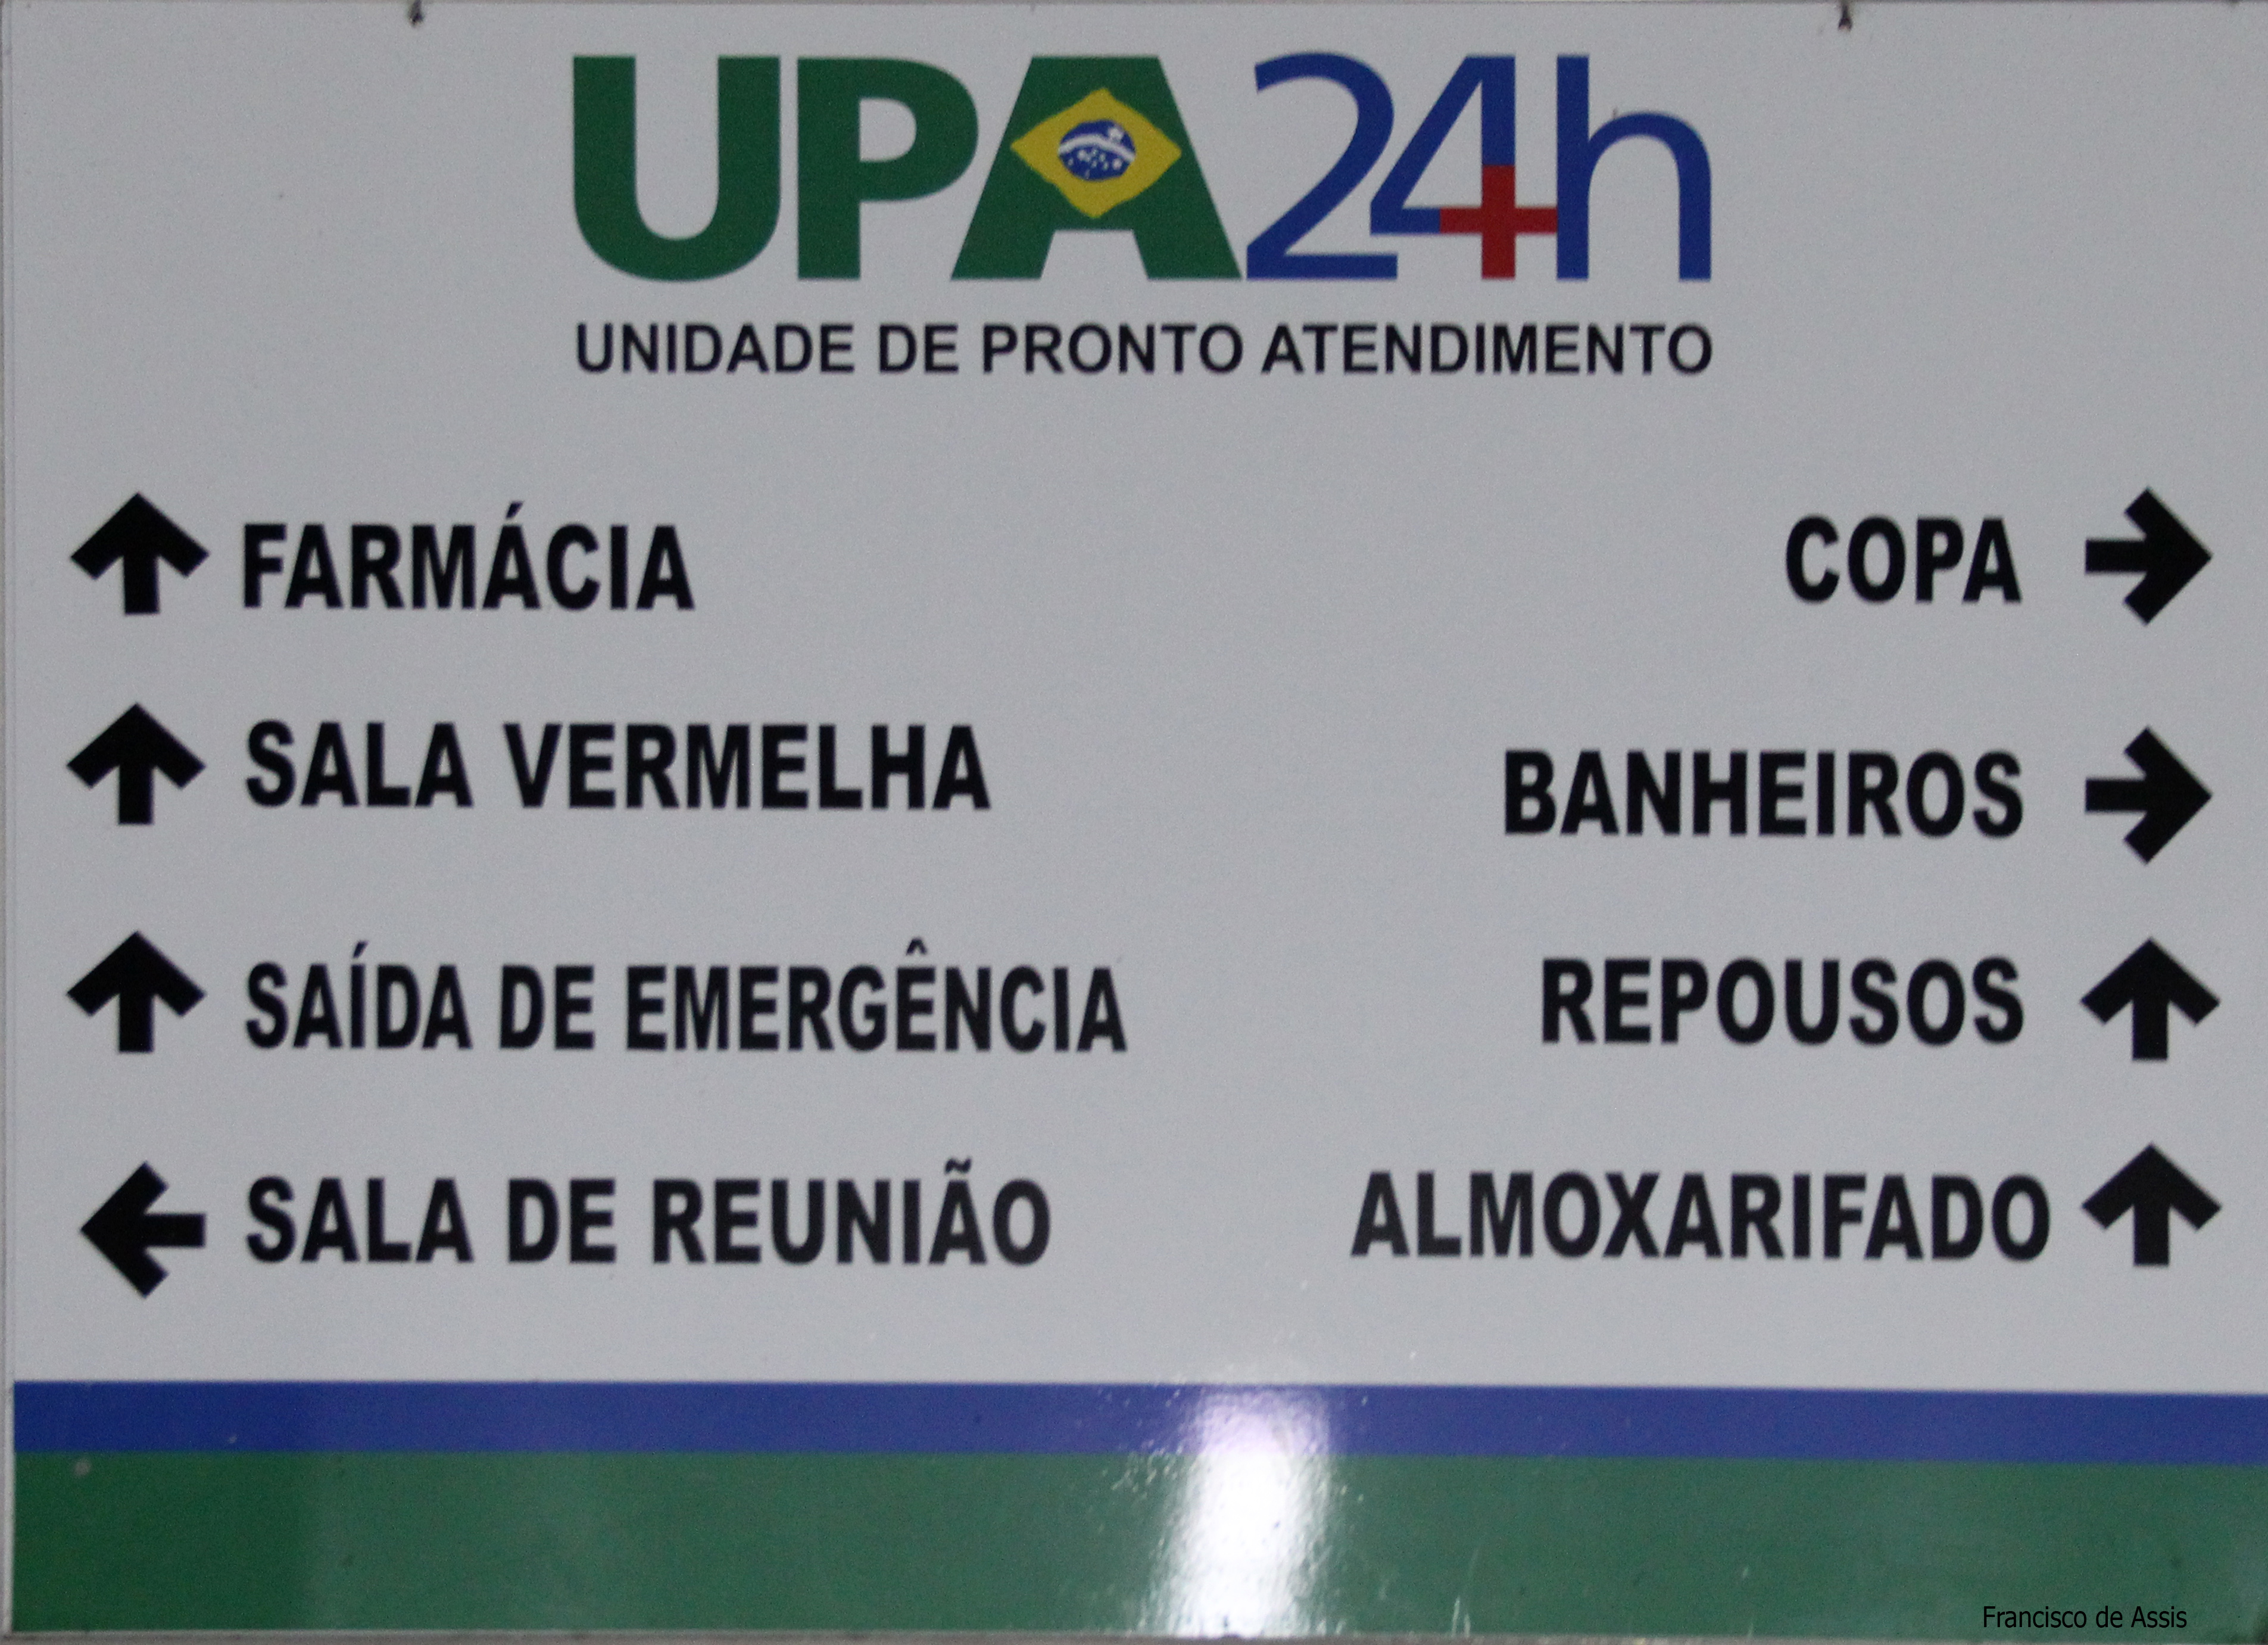 UPA24h
UNIDADE DE PRONTO ATENDIMENTO
FARMÁCIA
SALA VERMELHA
SAÍDA DE EMERGÊNCIA
SALA DE REUNIÃO
COPA
BANHEIROS
REPOUSOS
ALMOXARIFADO
Francisco de Assis